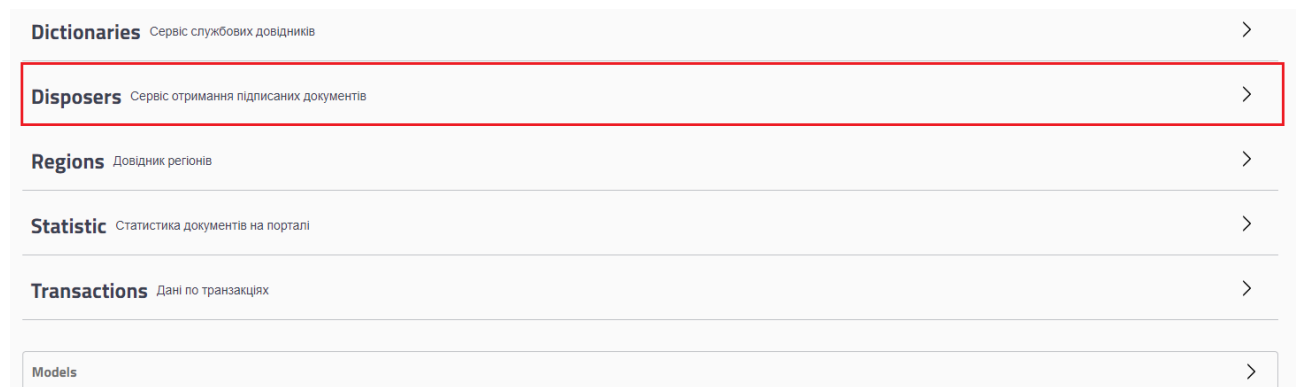 Dictionaries Сервіс службових довідників
Disposers Сервіс отримання підписаних документів
Regions Довідник регіонів
Statistic Статистика документів на порталі
Transactions Дані по транзакціях
Models